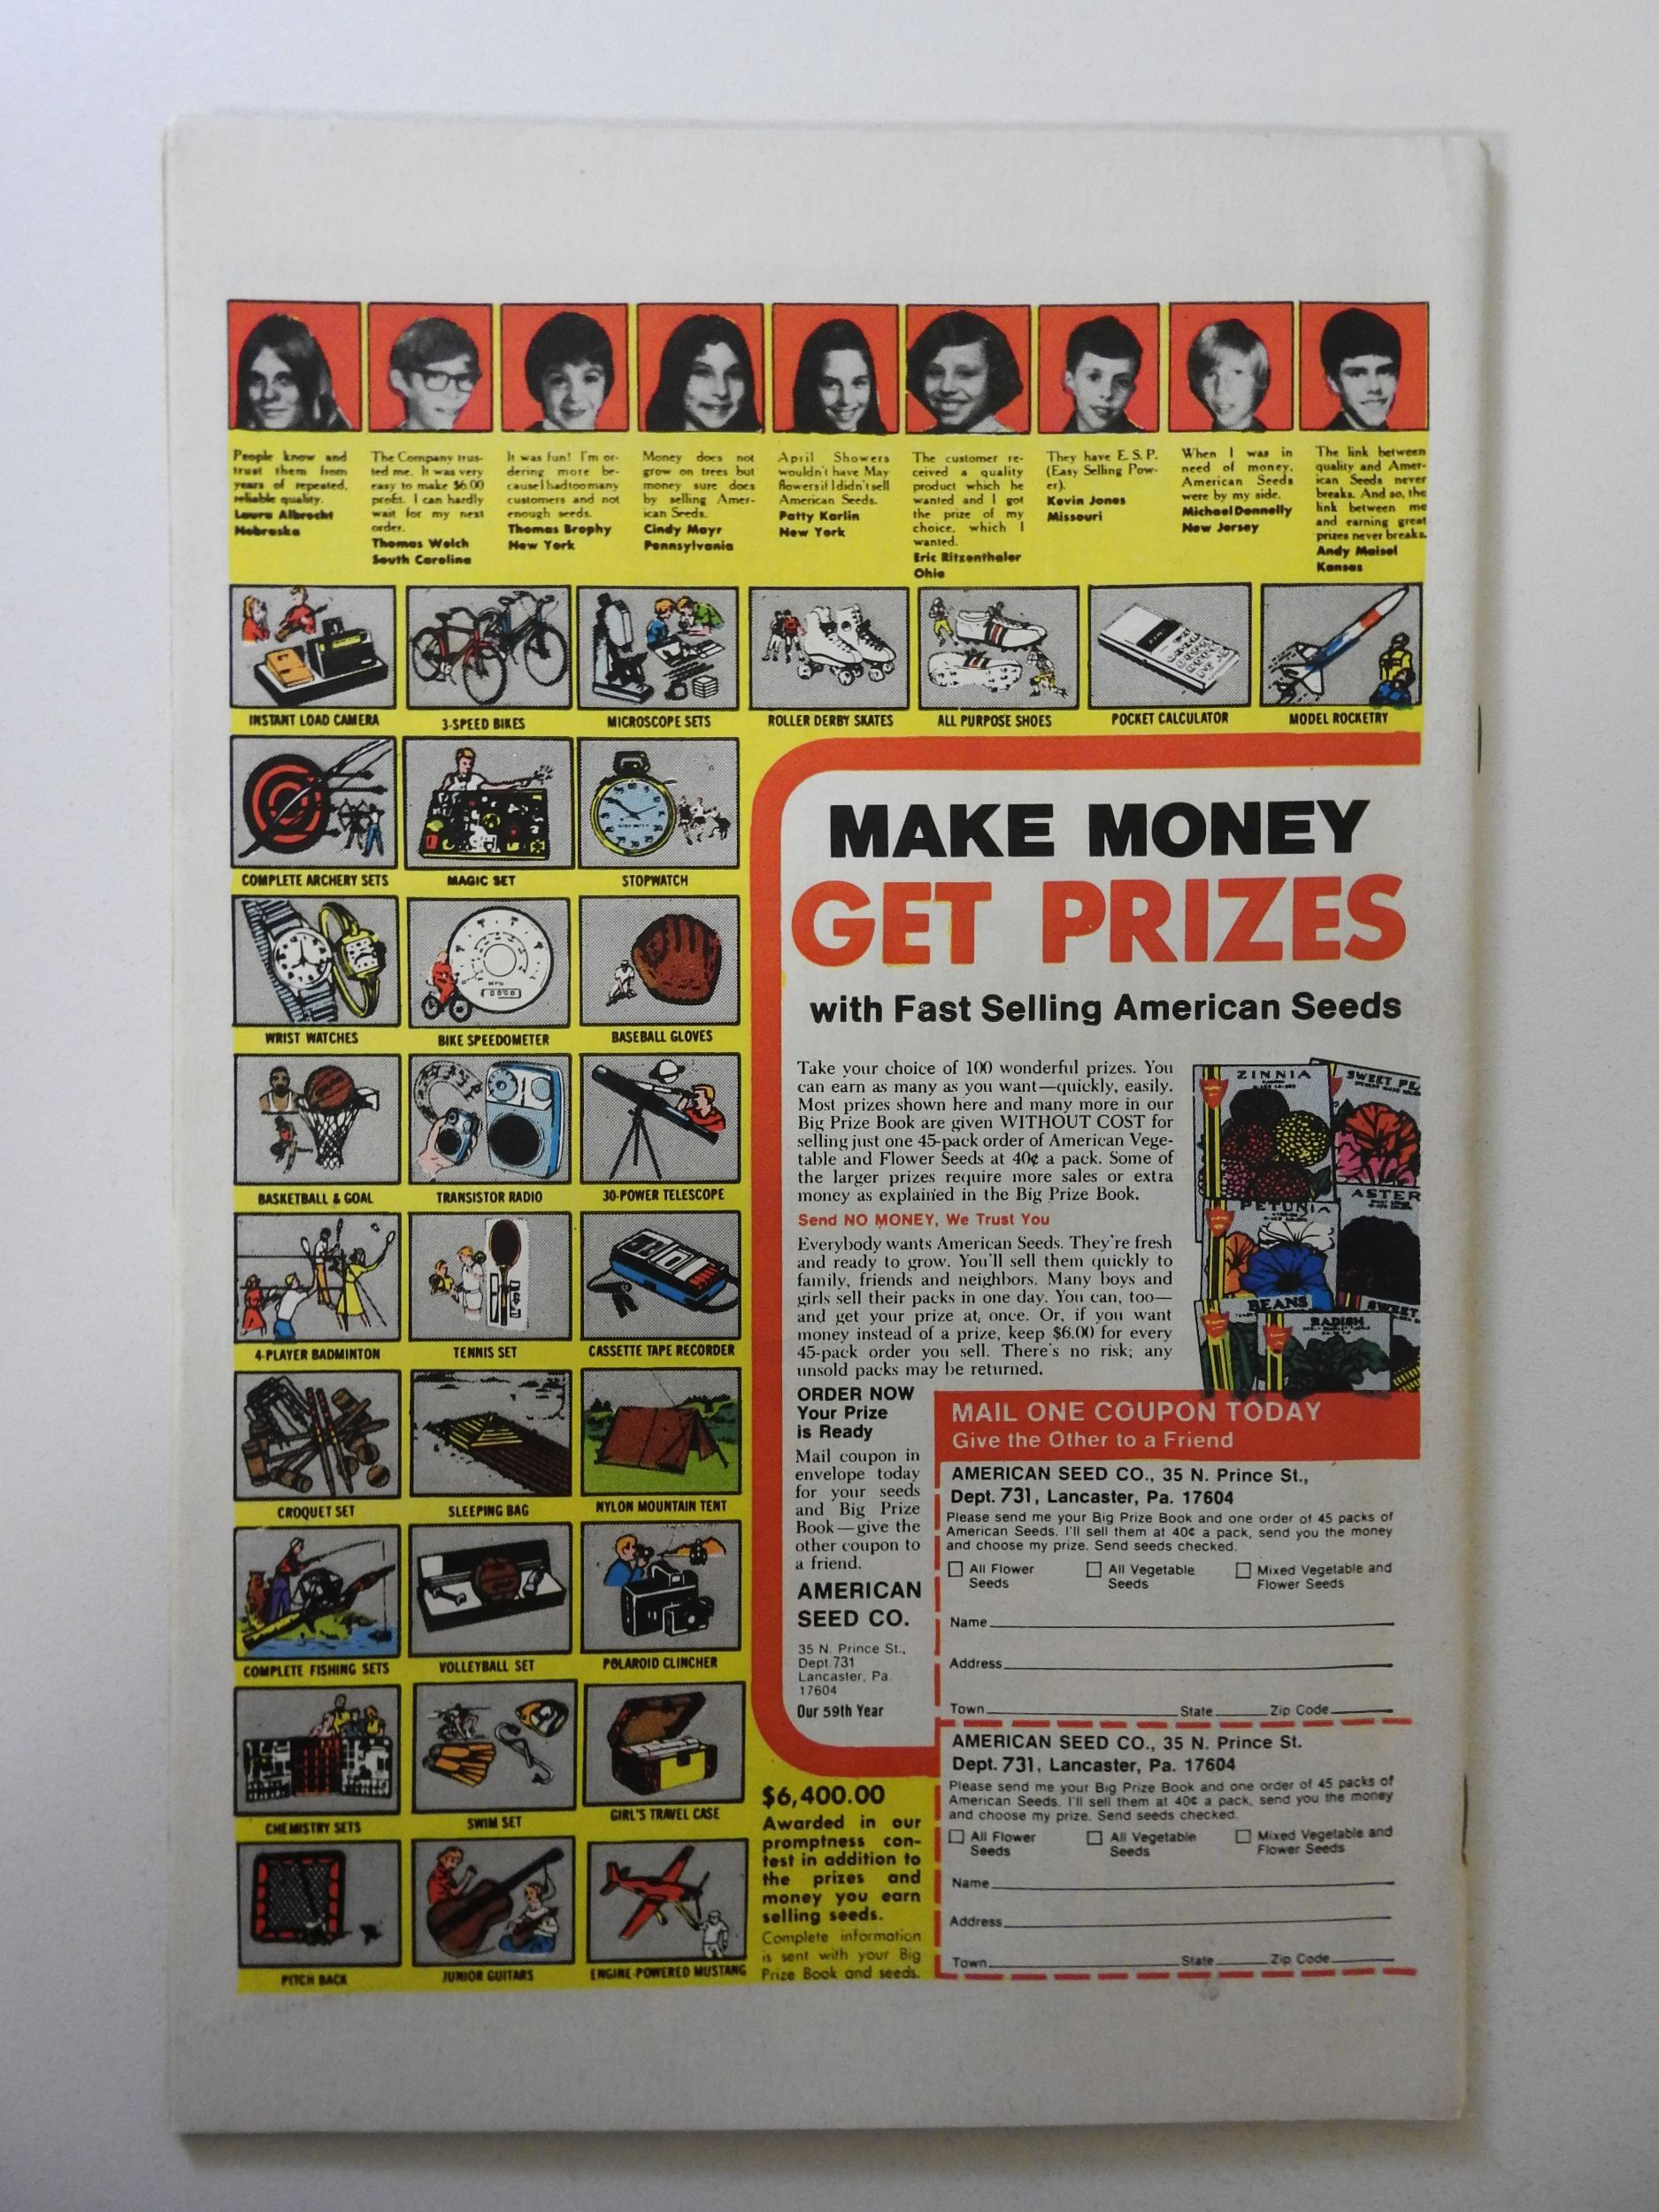 People know and
trust them from
years of repeated,
reliable quality.
Laura Albrecht
Nebraska
The Company trus-
ted me. It was very
easy to make $6.00
profit. I can hardly
wait for my next
order.
Thomas Welch
South Carolina
It was fun! I'm or-
dering more be-
cause I had too many
customers and not
enough seeds.
Thomas Brophy
New York
Money does not
grow on trees but
money sure does
by selling Amer-
ican Seeds.
Cindy Mayr
Pennsylvania
April Showers
wouldn't have May
flowers if I didn't sell
American Seeds.
Patty Karlin
New York
The customer re-
ceived a quality
product which he
wanted and I got
the prize of my
choice, which I
wanted.
Eric Ritzenthaler
Ohio
They have E. S. P.
(Easy Selling Pow-
er).
Kevin Jones
Missouri
When I was in
need of money,
American Seeds
were by my side.
Michael Donnelly
New Jersey
The link between
quality and Amer-
ican Seeds never
breaks. And so, the
link between me
and earning great
prizes never breaks.
Andy Maisel
Kansas
INSTANT LOAD CAMERA
3-SPEED BIKES
MICROSCOPE SETS
ROLLER DERBY SKATES
ALL PURPOSE SHOES
POCKET CALCULATOR
MODEL ROCKETRY
COMPLETE ARCHERY SETS
MAGIC SET
STOPWATCH
WRIST WATCHES
MPH
BIKE SPEEDOMETER
BASEBALL GLOVES
BASKETBALL & GOAL
TRANSISTOR RADIO
30-POWER TELESCOPE
4-PLAYER BADMINTON
TENNIS SET
CASSETTE TAPE RECORDER
CROQUET SET
SLEEPING BAG
NYLON MOUNTAIN TENT
COMPLETE FISHING SETS
VOLLEYBALL SET
POLAROID CLINCHER
CHEMISTRY SETS
SWIM SET
GIRL'S TRAVEL CASE
PITCH BACK
JUNIOR GUITARS
ENGINE-POWERED MUSTANG
MAKE MONEY
GET PRIZES
with Fast Selling American Seeds
Take your choice of 100 wonderful prizes. You
can earn as many as you want—quickly, easily.
Most prizes shown here and many more in our
Big Prize Book are given WITHOUT COST for
selling just one 45-pack order of American Vege-
table and Flower Seeds at 40¢ a pack. Some of
the larger prizes require more sales or extra
money as explained in the Big Prize Book.
Send NO MONEY, We Trust You
Everybody wants American Seeds. They're fresh
and ready to grow. You'll sell them quickly to
family, friends and neighbors. Many boys and
girls sell their packs in one day. You can, too—
and get your prize at once. Or, if you want
money instead of a prize, keep $6.00 for every
45-pack order you sell. There's no risk; any
unsold packs may be returned.
ZINNIA
SWEET PE
PETUNIA
ASTER
BEANS
RADISH
SWEET
ORDER NOW
Your Prize
is Ready
Mail coupon in
envelope today
for your seeds
and Big Prize
Book—give the
other coupon to
a friend.
AMERICAN
SEED CO.
35 N. Prince St.,
Dept. 731
Lancaster, Pa.
17604
Our 59th Year
$6,400.00
Awarded in our
promptness con-
test in addition to
the prizes and
money you earn
selling seeds.
Complete information
is sent with your Big
Prize Book and seeds.
MAIL ONE COUPON TODAY
Give the Other to a Friend
AMERICAN SEED CO., 35 N. Prince St.,
Dept. 731, Lancaster, Pa. 17604
Please send me your Big Prize Book and one order of 45 packs of
American Seeds. I'll sell them at 40¢ a pack, send you the money
and choose my prize. Send seeds checked.
All Flower Seeds
All Vegetable Seeds
Mixed Vegetable and Flower Seeds
Name
Address
Town State Zip Code
AMERICAN SEED CO., 35 N. Prince St.
Dept. 731, Lancaster, Pa. 17604
Please send me your Big Prize Book and one order of 45 packs of
American Seeds. I'll sell them at 40¢ a pack, send you the money
and choose my prize. Send seeds checked.
All Flower Seeds
All Vegetable Seeds
Mixed Vegetable and Flower Seeds
Name
Address
Town State Zip Code